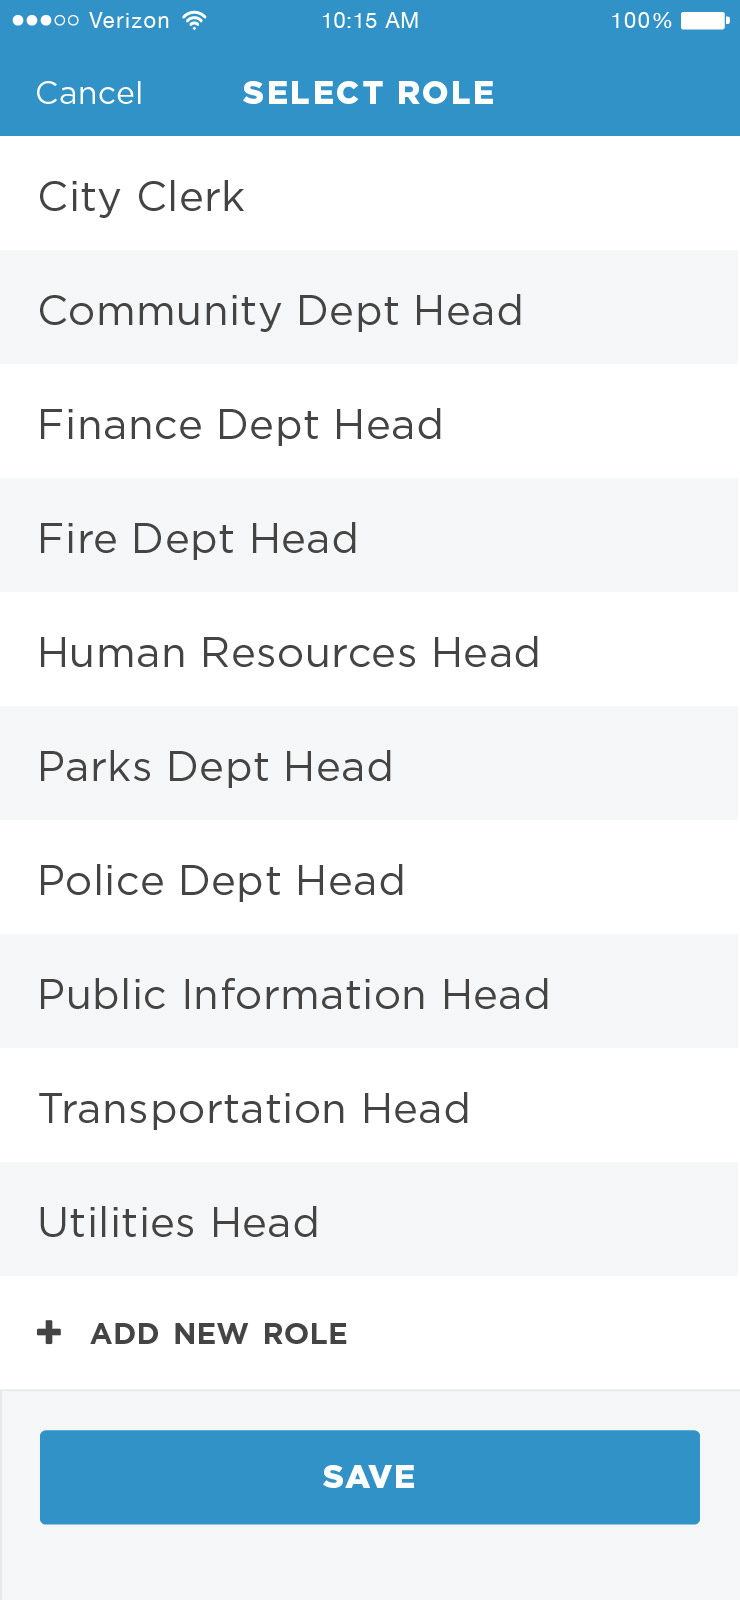 Verizon 10:15 AM 100%
Cancel SELECT ROLE
City Clerk
Community Dept Head
Finance Dept Head
Fire Dept Head
Human Resources Head
Parks Dept Head
Police Dept Head
Public Information Head
Transportation Head
Utilities Head
+ ADD NEW ROLE
SAVE